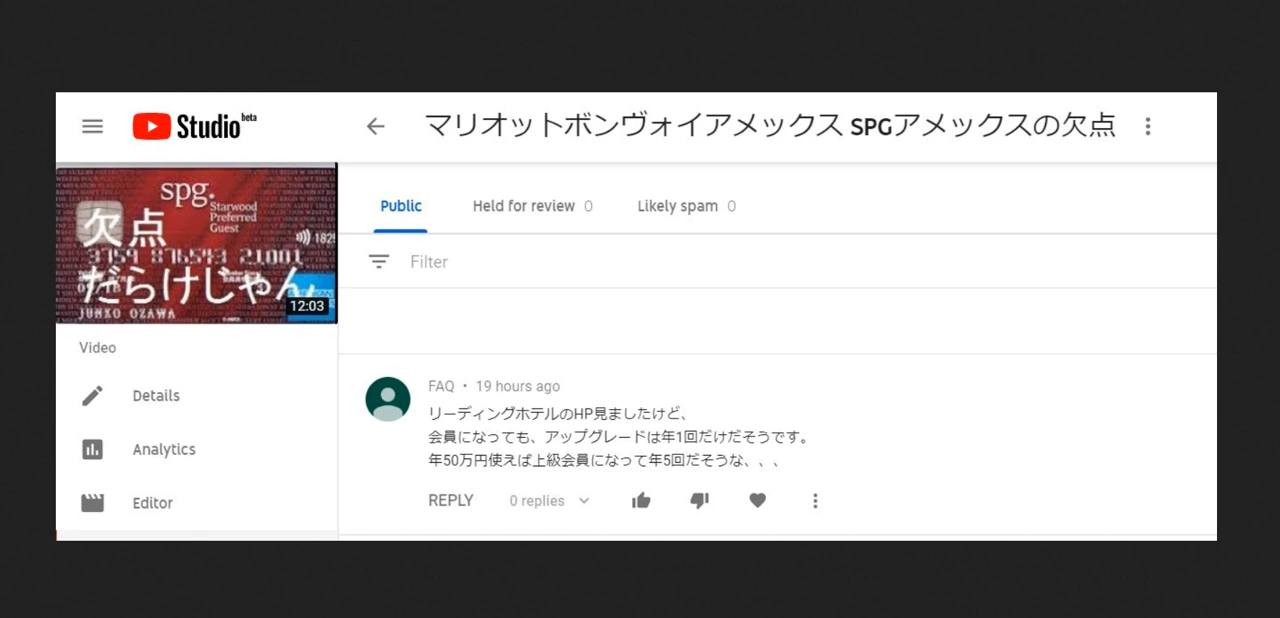 Studio beta
マリオットボンヴォイアメックス SPGアメックスの欠点
spg.
Starwood
Preferred
Guest
欠点
3759 876543 21001
だらけじゃん
12:03
JUNKO OZAWA
Video
Details
Analytics
Editor
Public
Held for review 0
Likely spam 0
Filter
FAQ • 19 hours ago
リーディングホテルのHP見ましたけど、
会員になっても、アップグレードは年1回だけだそうです。
年50万円使えば上級会員になって年5回だそうな、、、
REPLY
0 replies